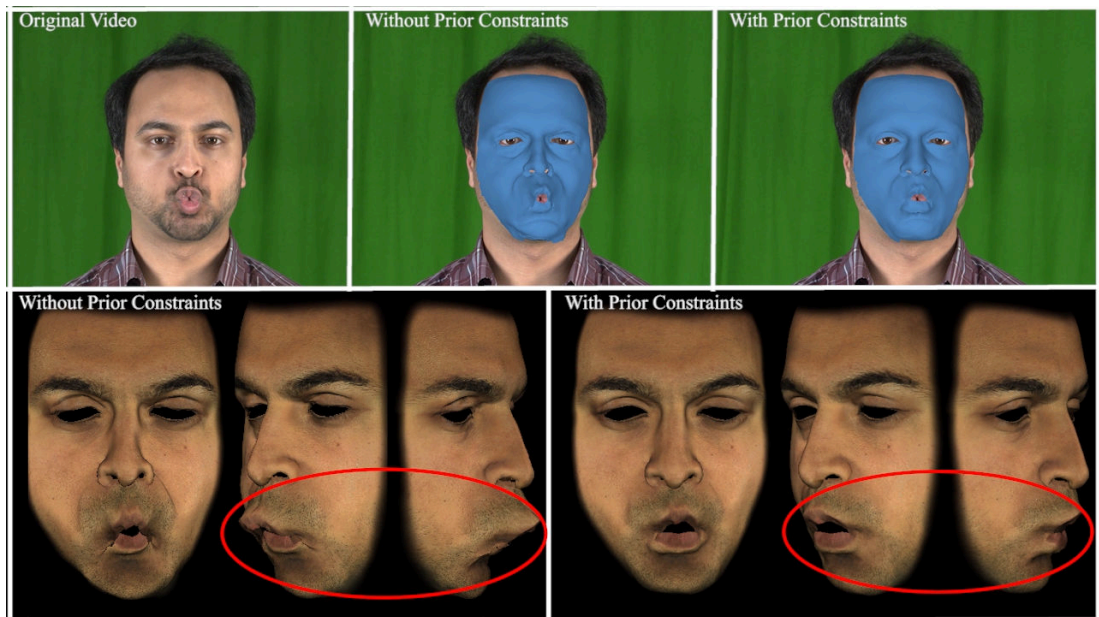 Original Video
Without Prior Constraints
With Prior Constraints
Without Prior Constraints
With Prior Constraints